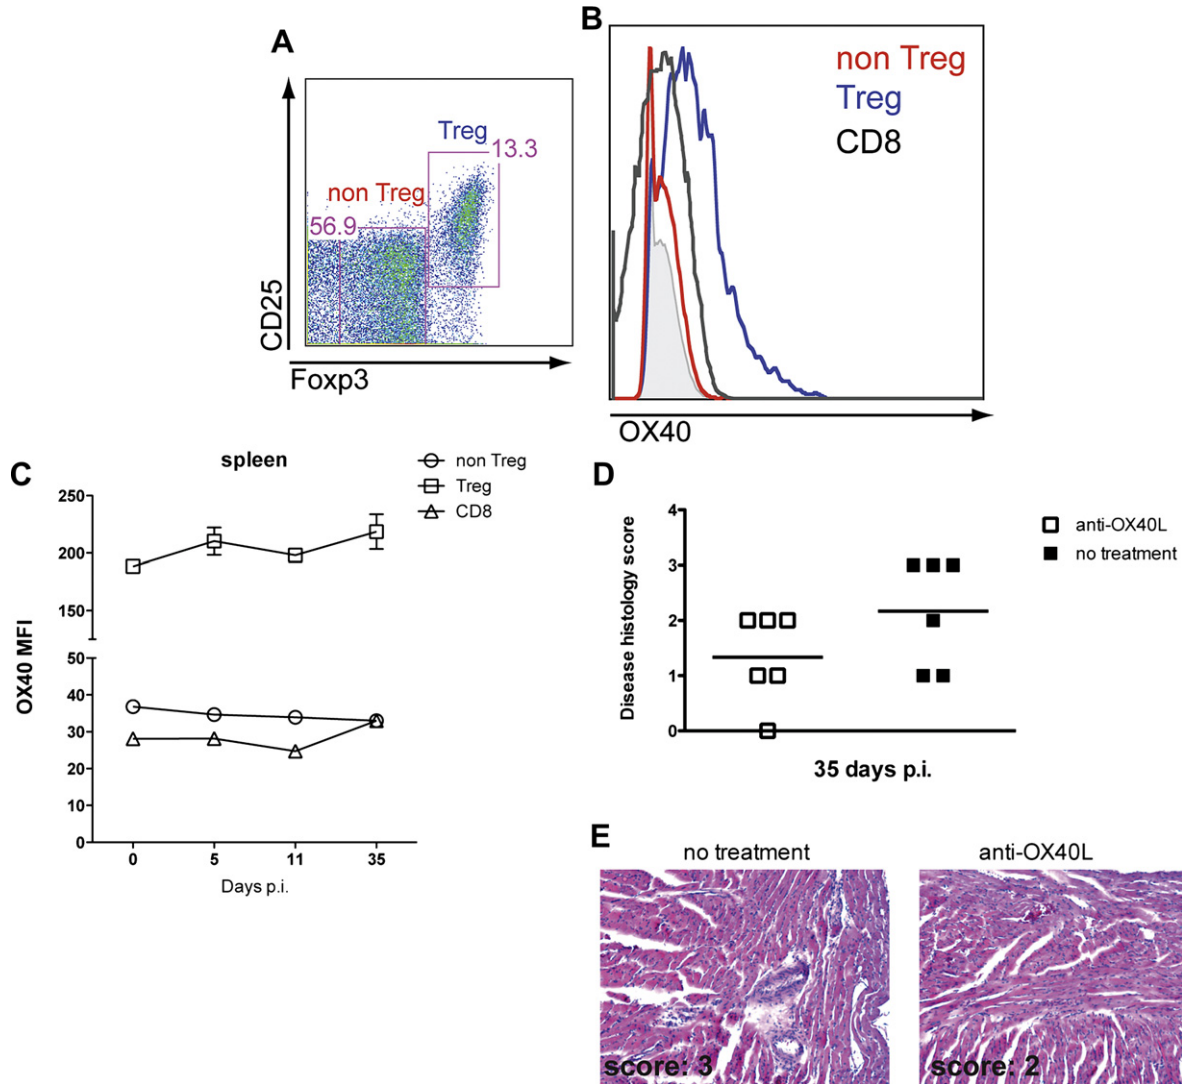 A
CD25
Foxp3
Treg
13.3
non Treg
56.9
B
non Treg
Treg
CD8
OX40
C
spleen
non Treg
Treg
CD8
OX40 MFI
250
200
150
50
40
30
20
10
0
0 5 11 35
Days p.i.
D
Disease histology score
4
3
2
1
0
anti-OX40L
no treatment
35 days p.i.
E
no treatment
anti-OX40L
score: 3
score: 2